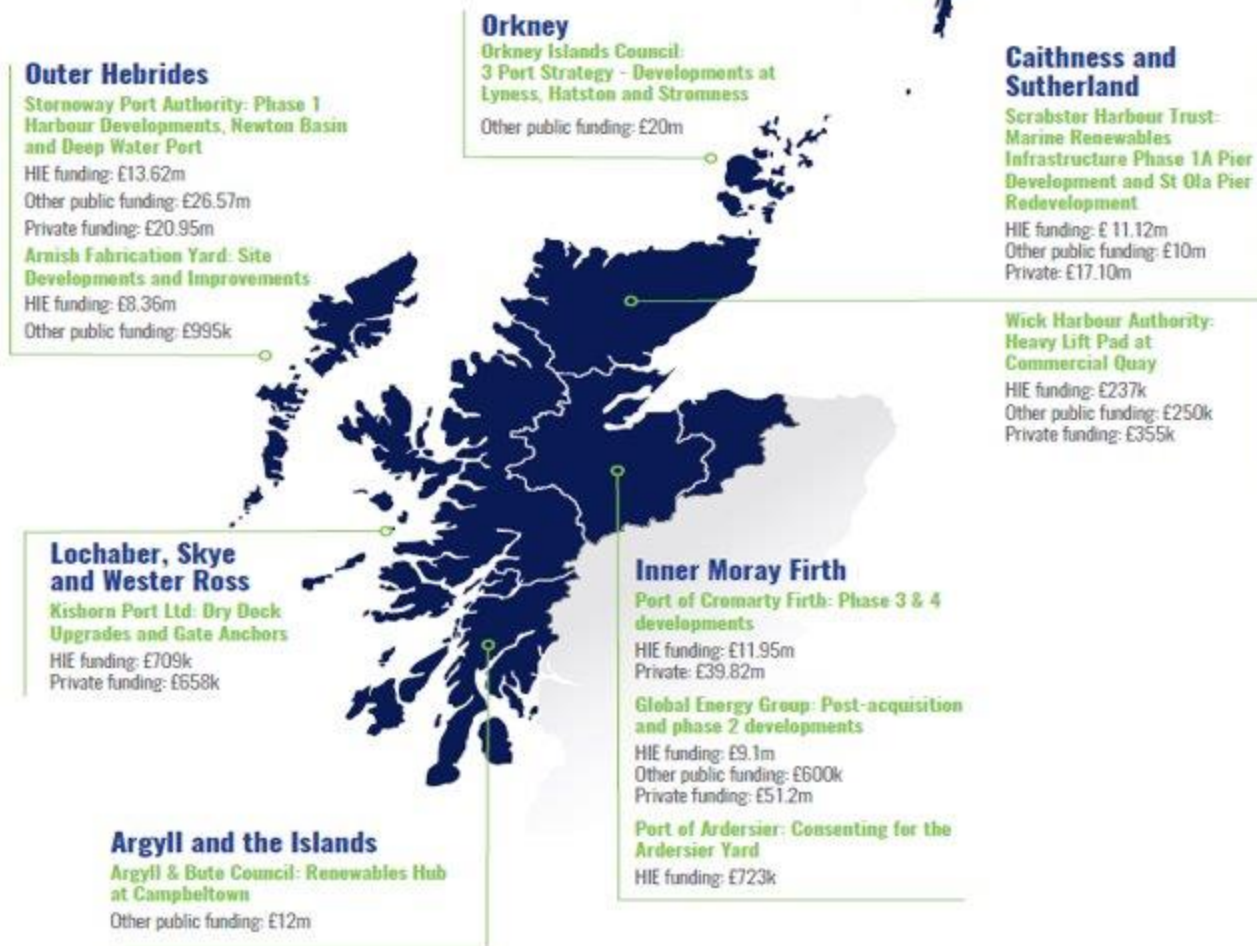 Outer Hebrides
Stornoway Port Authority: Phase 1
Harbour Developments, Newton Basin
and Deep Water Port
HIE funding: £13.62m
Other public funding: £26.57m
Private funding: £20.95m
Arnish Fabrication Yard: Site
Developments and Improvements
HIE funding: £8.36m
Other public funding: £995k
Orkney
Orkney Islands Council:
3 Port Strategy - Developments at
Lyness, Hatston and Stromness
Other public funding: £20m
Caithness and
Sutherland
Scrabster Harbour Trust:
Marine Renewables
Infrastructure Phase 1A Pier
Development and St Ola Pier
Redevelopment
HIE funding: £ 11.12m
Other public funding: £10m
Private: £17.10m
Wick Harbour Authority:
Heavy Lift Pad at
Commercial Quay
HIE funding: £237k
Other public funding: £250k
Private funding: £355k
Lochaber, Skye
and Wester Ross
Kishorn Port Ltd: Dry Dock
Upgrades and Gate Anchors
HIE funding: £709k
Private funding: £658k
Inner Moray Firth
Port of Cromarty Firth: Phase 3 & 4
developments
HIE funding: £11.95m
Private: £39.82m
Global Energy Group: Post-acquisition
and phase 2 developments
HIE funding: £9.1m
Other public funding: £600k
Private funding: £51.2m
Port of Ardersier: Consenting for the
Ardersier Yard
HIE funding: £723k
Argyll and the Islands
Argyll & Bute Council: Renewables Hub
at Campbeltown
Other public funding: £12m